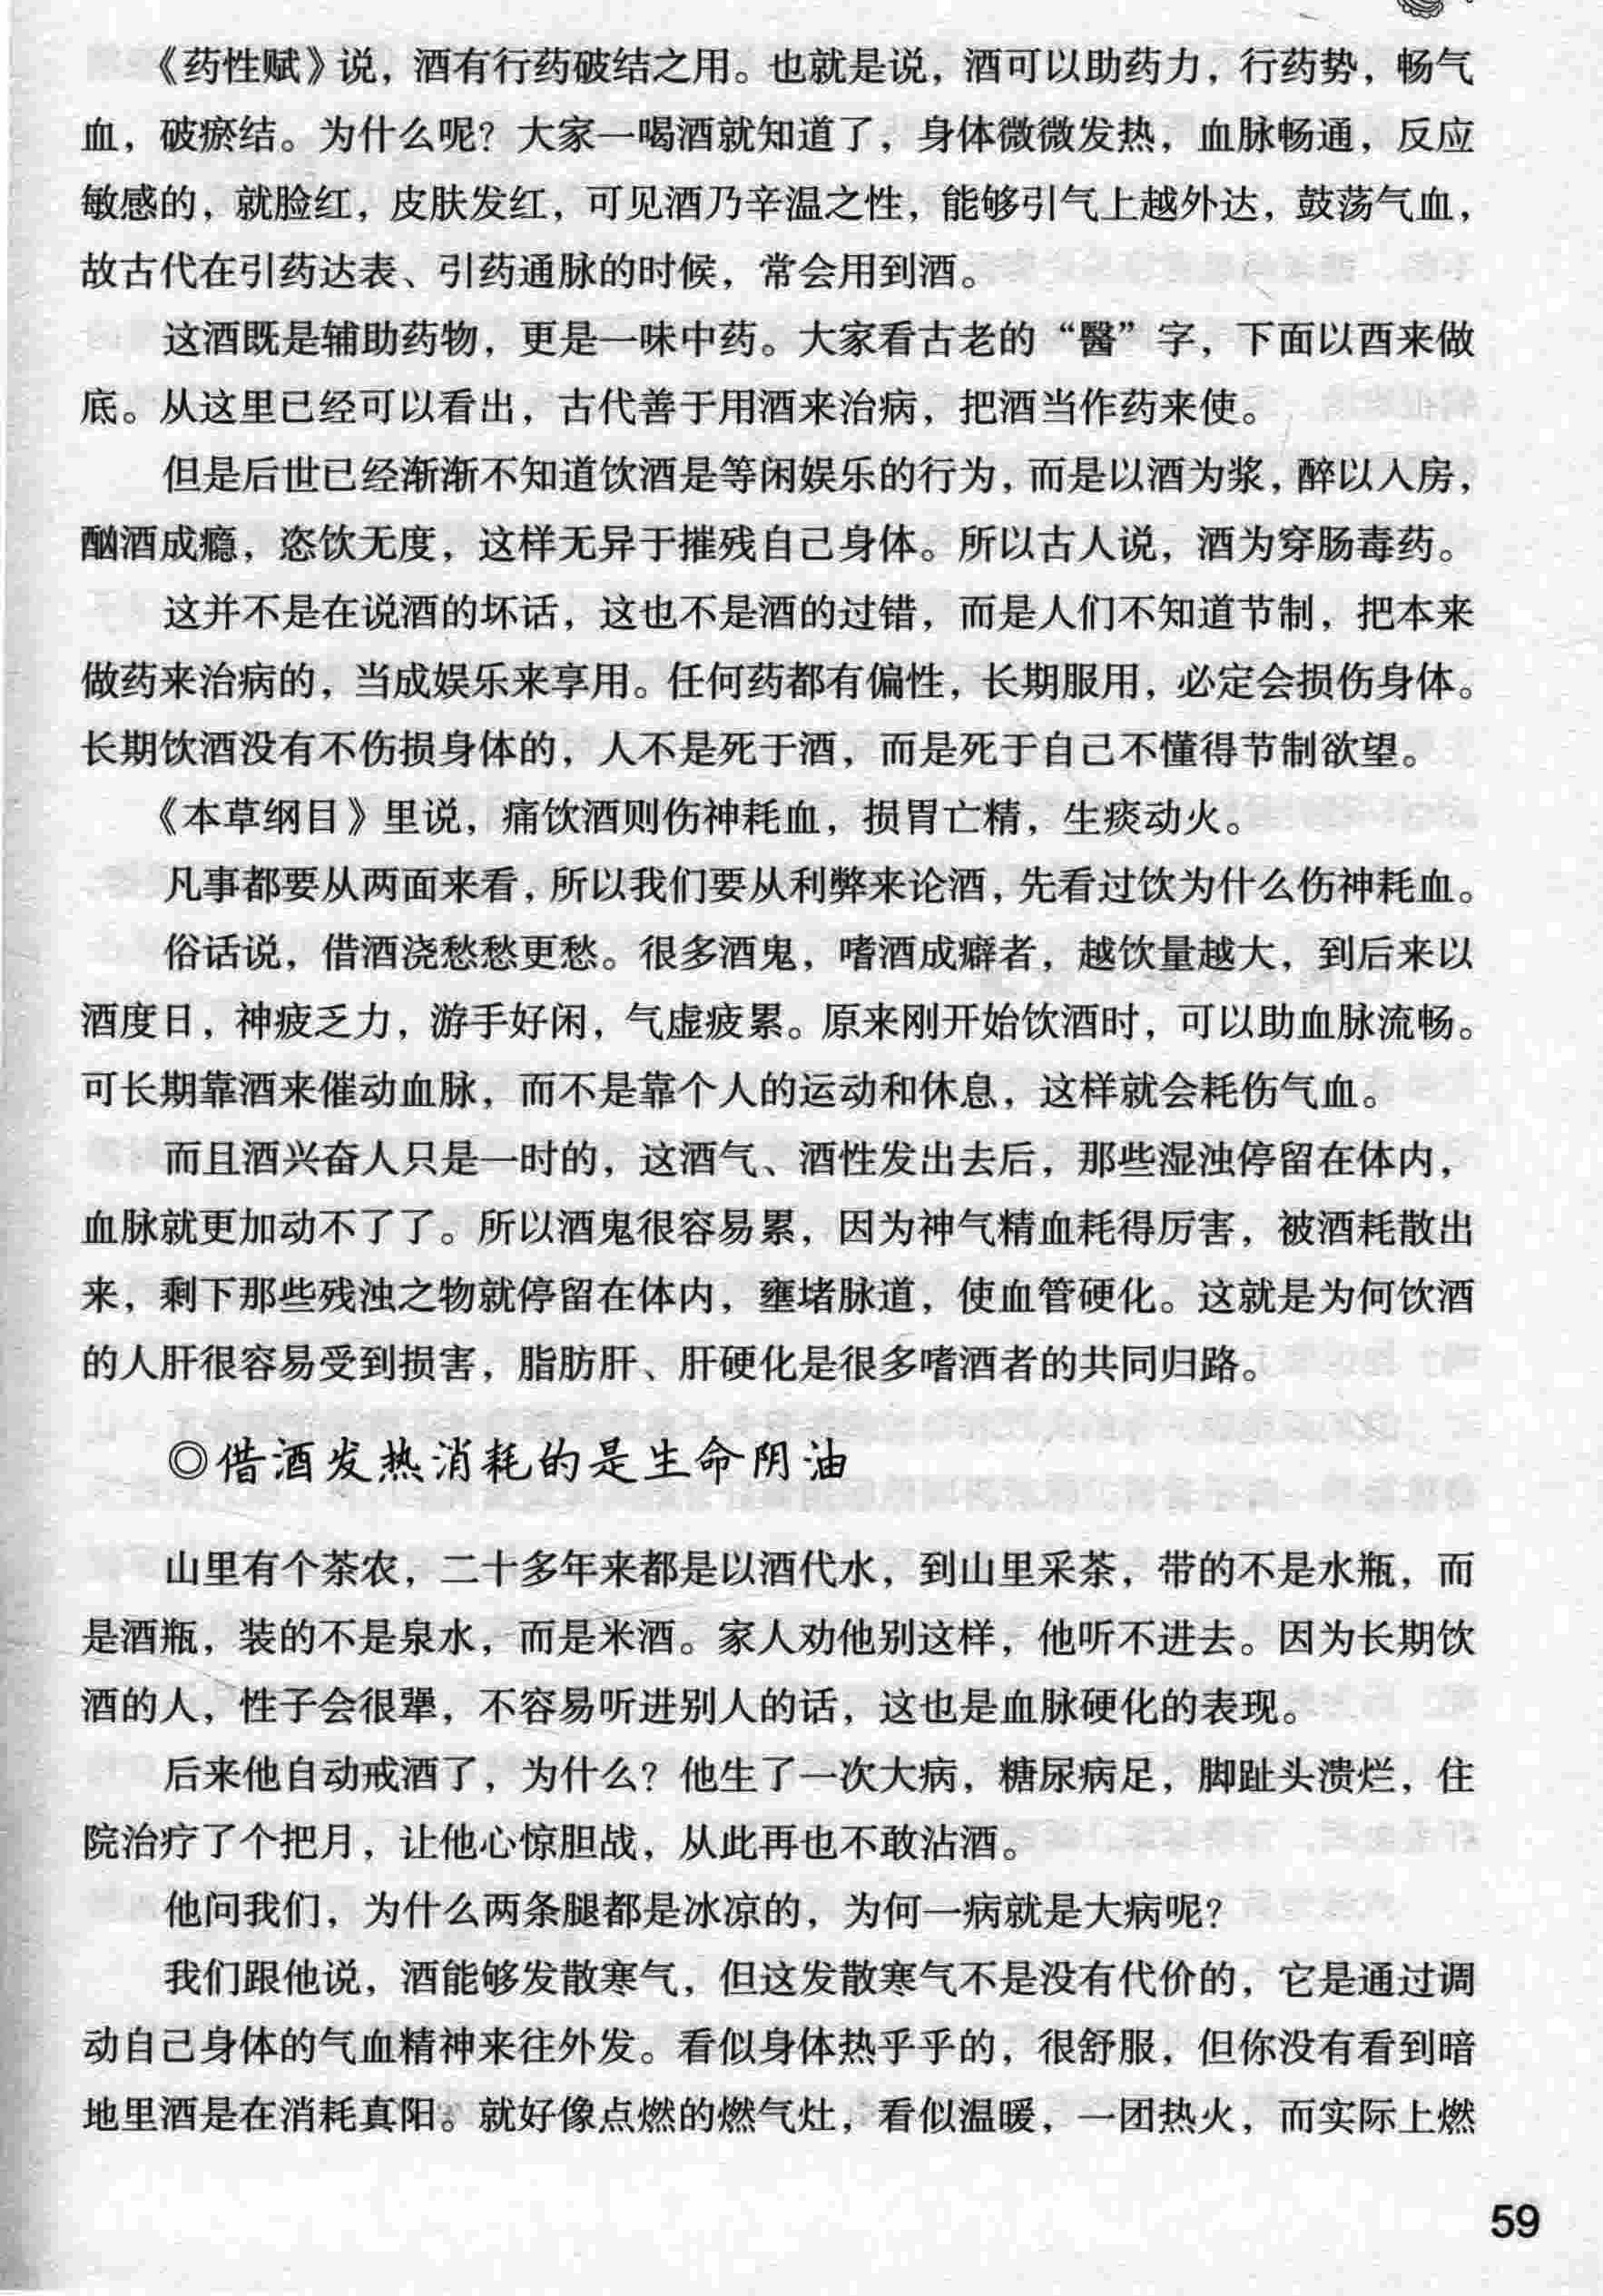 《药性赋》说，酒有行药破结之用。也就是说，酒可以助药力，行药势，畅气
血，破瘀结。为什么呢？大家一喝酒就知道了，身体微微发热，血脉畅通，反应
敏感的，就脸红，皮肤发红，可见酒乃辛温之性，能够引气上越外达，鼓荡气血，
故古代在引药达表、引药通脉的时候，常会用到酒。
这酒既是辅助药物，更是一味中药。大家看古老的“醫”字，下面以酉来做
底。从这里已经可以看出，古代善于用酒来治病，把酒当作药来使。
但是后世已经渐渐不知道饮酒是等闲娱乐的行为，而是以酒为浆，醉以入房，
酗酒成瘾，恣饮无度，这样无异于摧残自己身体。所以古人说，酒为穿肠毒药。
这并不是在说酒的坏话，这也不是酒的过错，而是人们不知道节制，把本来
做药来治病的，当成娱乐来享用。任何药都有偏性，长期服用，必定会损伤身体。
长期饮酒没有不伤损身体的，人不是死于酒，而是死于自己不懂得节制欲望。
《本草纲目》里说，痛饮酒则伤神耗血，损胃亡精，生痰动火。
凡事都要从两面来看，所以我们要从利弊来论酒，先看过饮为什么伤神耗血。
俗话说，借酒浇愁愁更愁。很多酒鬼，嗜酒成癖者，越饮量越大，到后来以
酒度日，神疲乏力，游手好闲，气虚疲累。原来刚开始饮酒时，可以助血脉流畅。
可长期靠酒来催动血脉，而不是靠个人的运动和休息，这样就会耗伤气血。
而且酒兴奋人只是一时的，这酒气、酒性发出去后，那些湿浊停留在体内，
血脉就更加动不了了。所以酒鬼很容易累，因为神气精血耗得厉害，被酒耗散出
来，剩下那些残浊之物就停留在体内，壅堵脉道，使血管硬化。这就是为何饮酒
的人肝很容易受到损害，脂肪肝、肝硬化是很多嗜酒者的共同归路。
◎借酒发热消耗的是生命阴油
山里有个茶农，二十多年来都是以酒代水，到山里采茶，带的不是水瓶，而
是酒瓶，装的不是泉水，而是米酒。家人劝他别这样，他听不进去。因为长期饮
酒的人，性子会很犟，不容易听进别人的话，这也是血脉硬化的表现。
后来他自动戒酒了，为什么？他生了一次大病，糖尿病足，脚趾头溃烂，住
院治疗了个把月，让他心惊胆战，从此再也不敢沾酒。
他问我们，为什么两条腿都是冰凉的，为何一病就是大病呢？
我们跟他说，酒能够发散寒气，但这发散寒气不是没有代价的，它是通过调
动自己身体的气血精神来往外发。看似身体热乎乎的，很舒服，但你没有看到暗
地里酒是在消耗真阳。就好像点燃的燃气灶，看似温暖，一团热火，而实际上燃
59